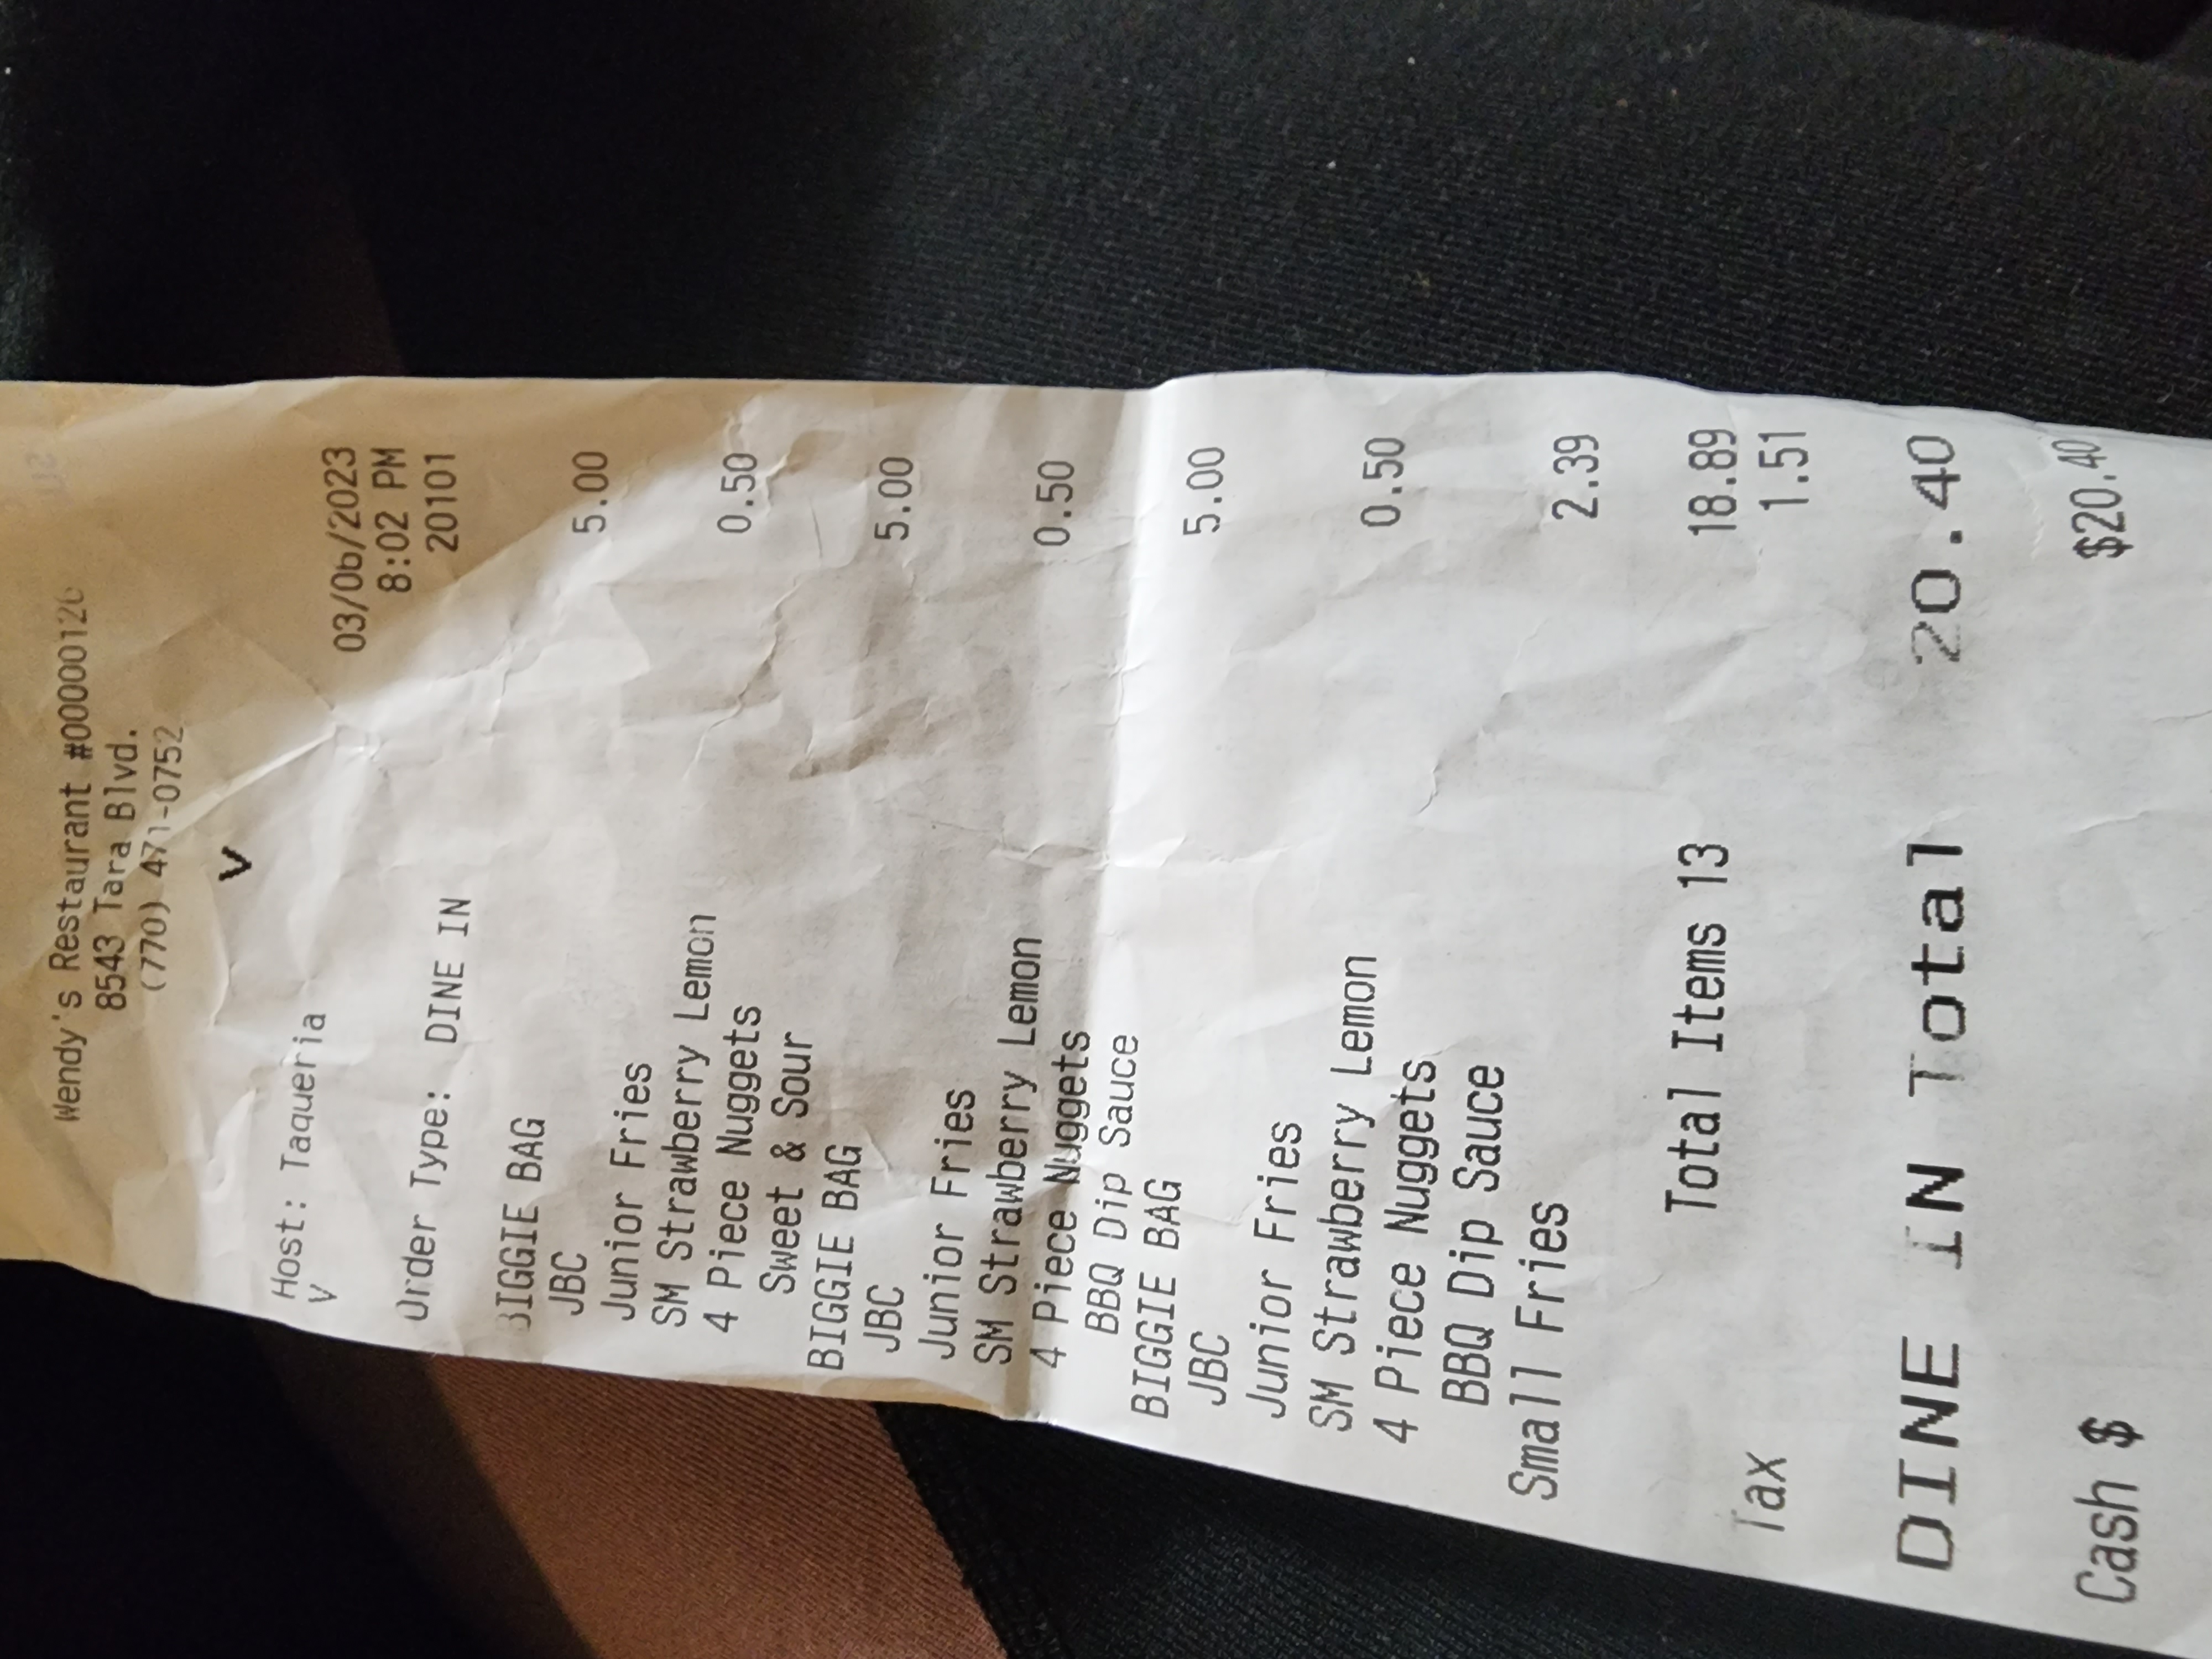 Wendy's Restaurant #0000012
8543 Tara Blvd.
(770) 471-0752
V
Host: Taqueria 03/06/2023
V 8:02 PM
20101
Order Type: DINE IN
BIGGIE BAG
JBC 5.00
Junior Fries
SM Strawberry Lemon 0.50
4 Piece Nuggets
Sweet & Sour
BIGGIE BAG
JBC 5.00
Junior Fries
SM Strawberry Lemon 0.50
4 Piece Nuggets
BBQ Dip Sauce
BIGGIE BAG
JBC 5.00
Junior Fries
SM Strawberry Lemon 0.50
4 Piece Nuggets
BBQ Dip Sauce
Small Fries 2.39
Total Items 13 18.89
Tax 1.51
DINE IN Total 20.40
Cash $ $20.40